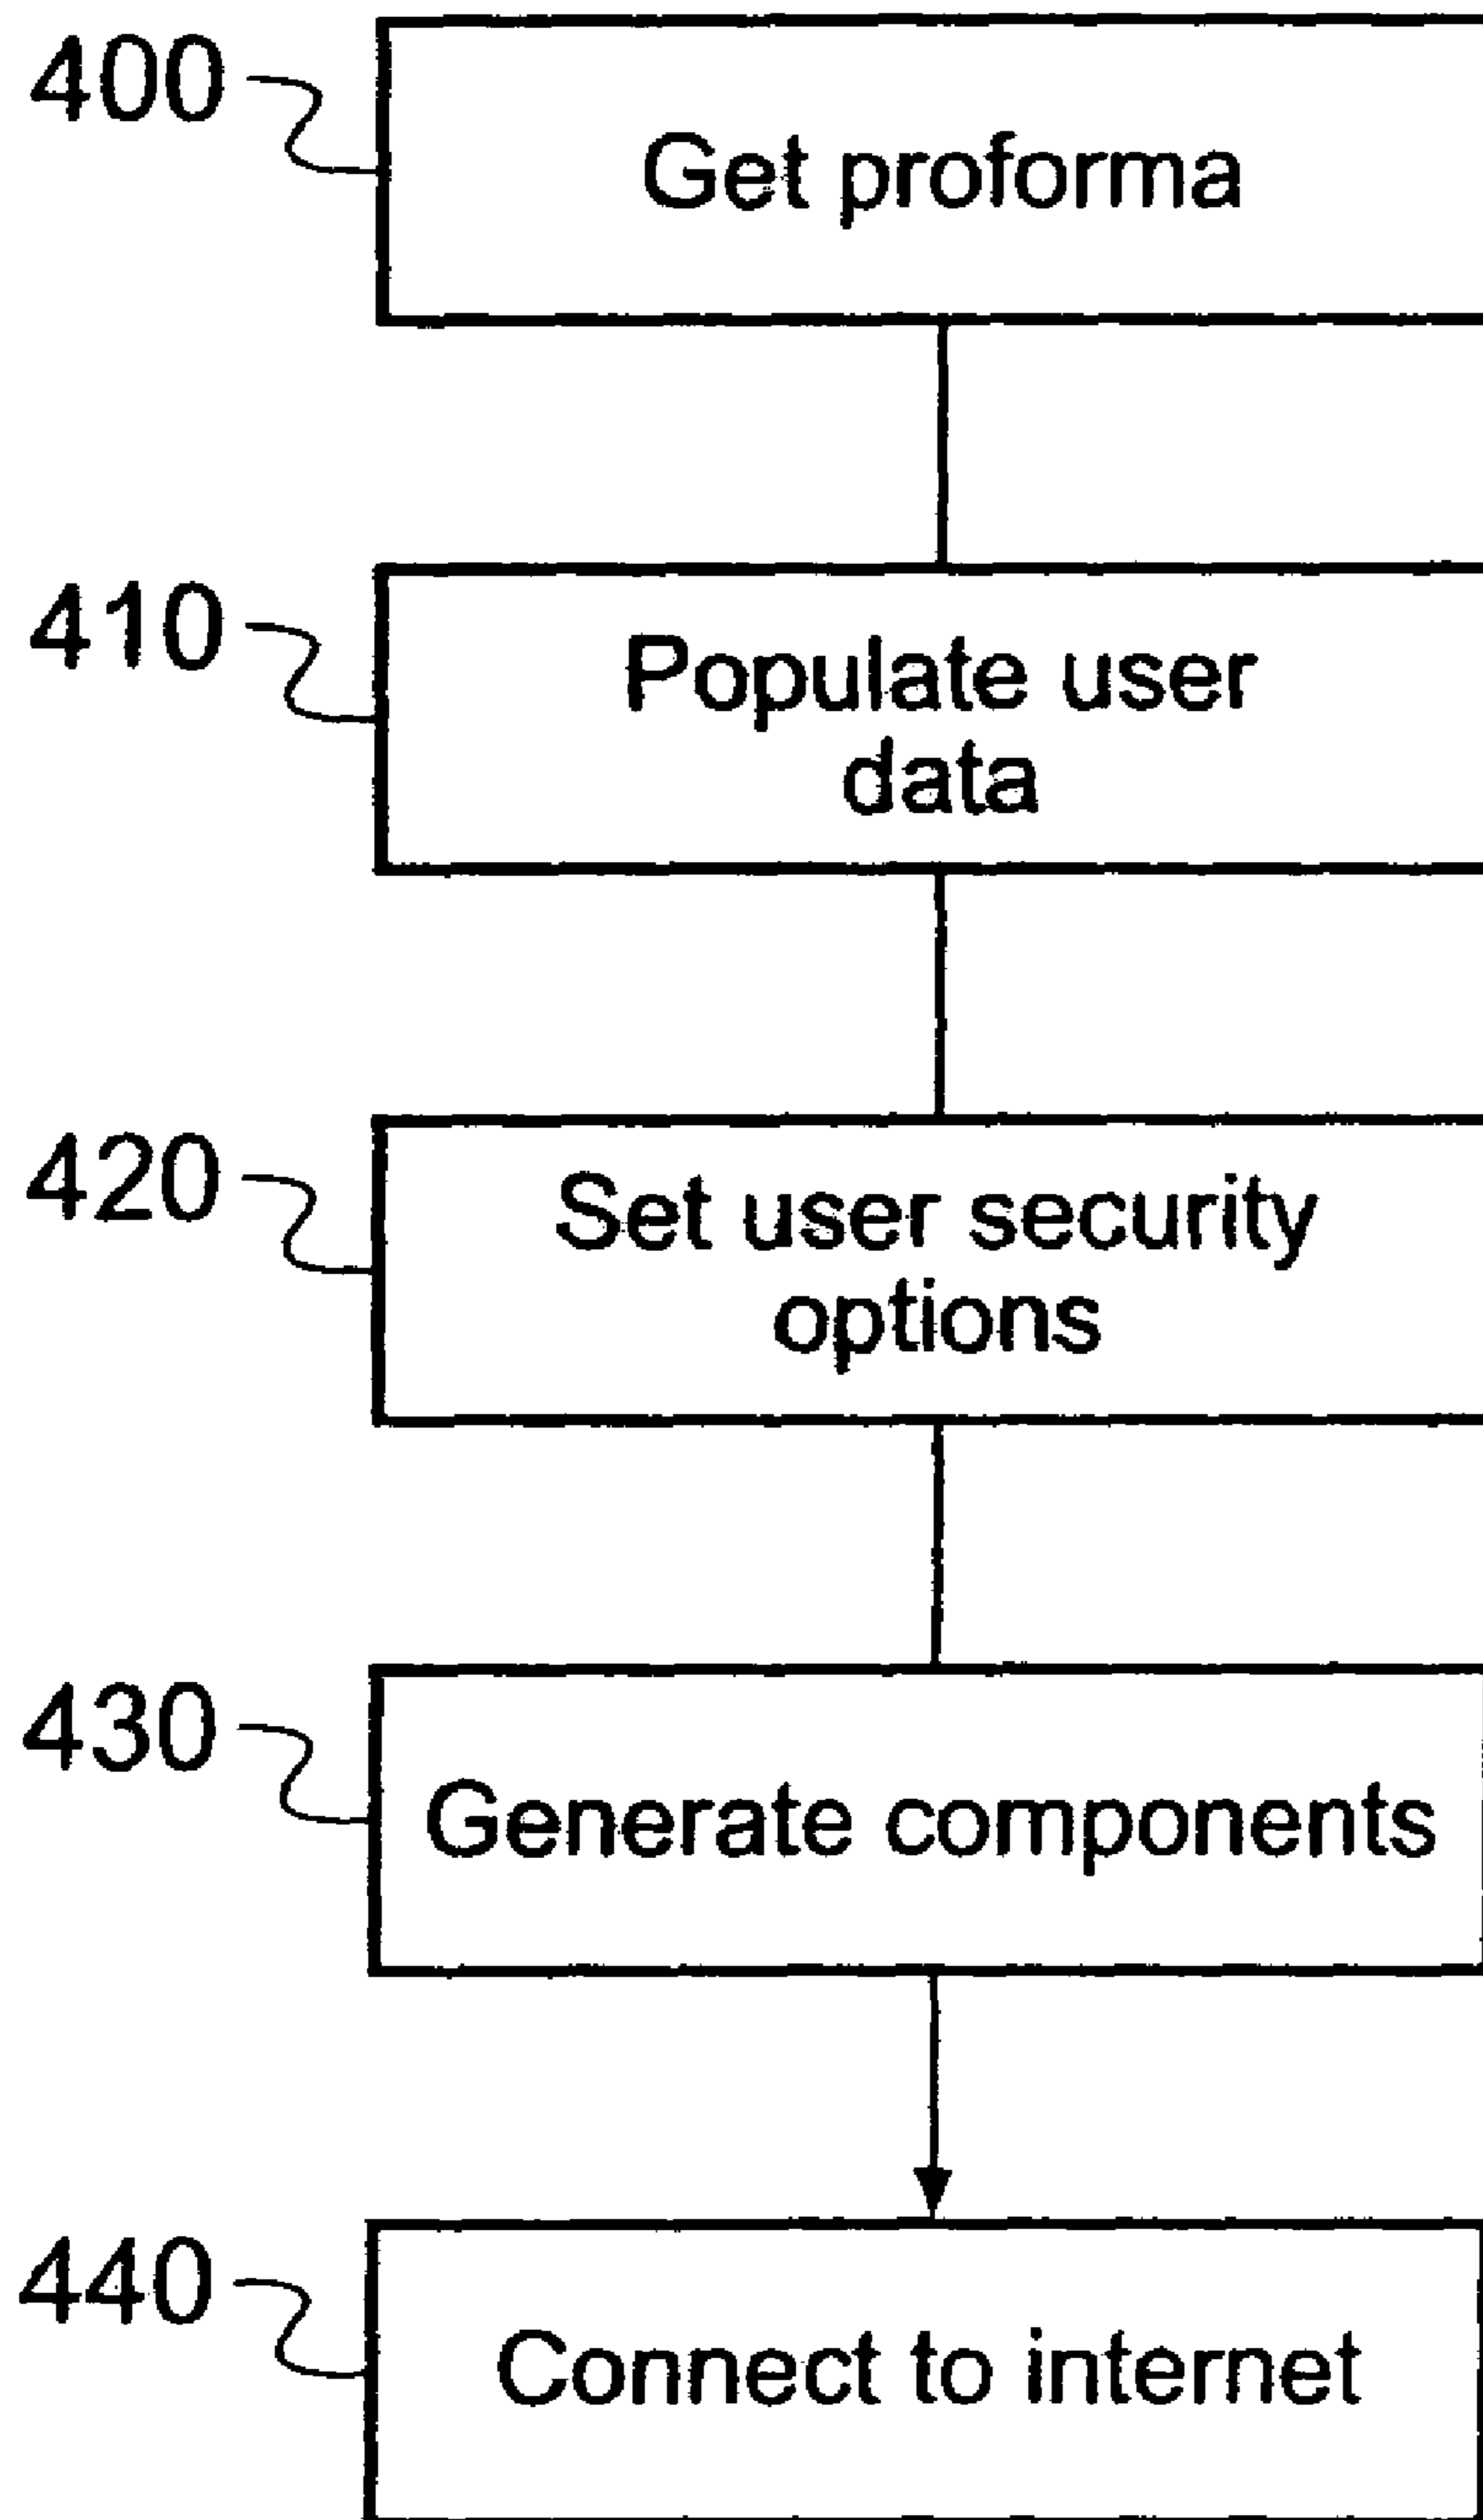 400
Get proforma
410
Populate user
data
420
Set user security
options
430
Generate components
440
Connect to internet